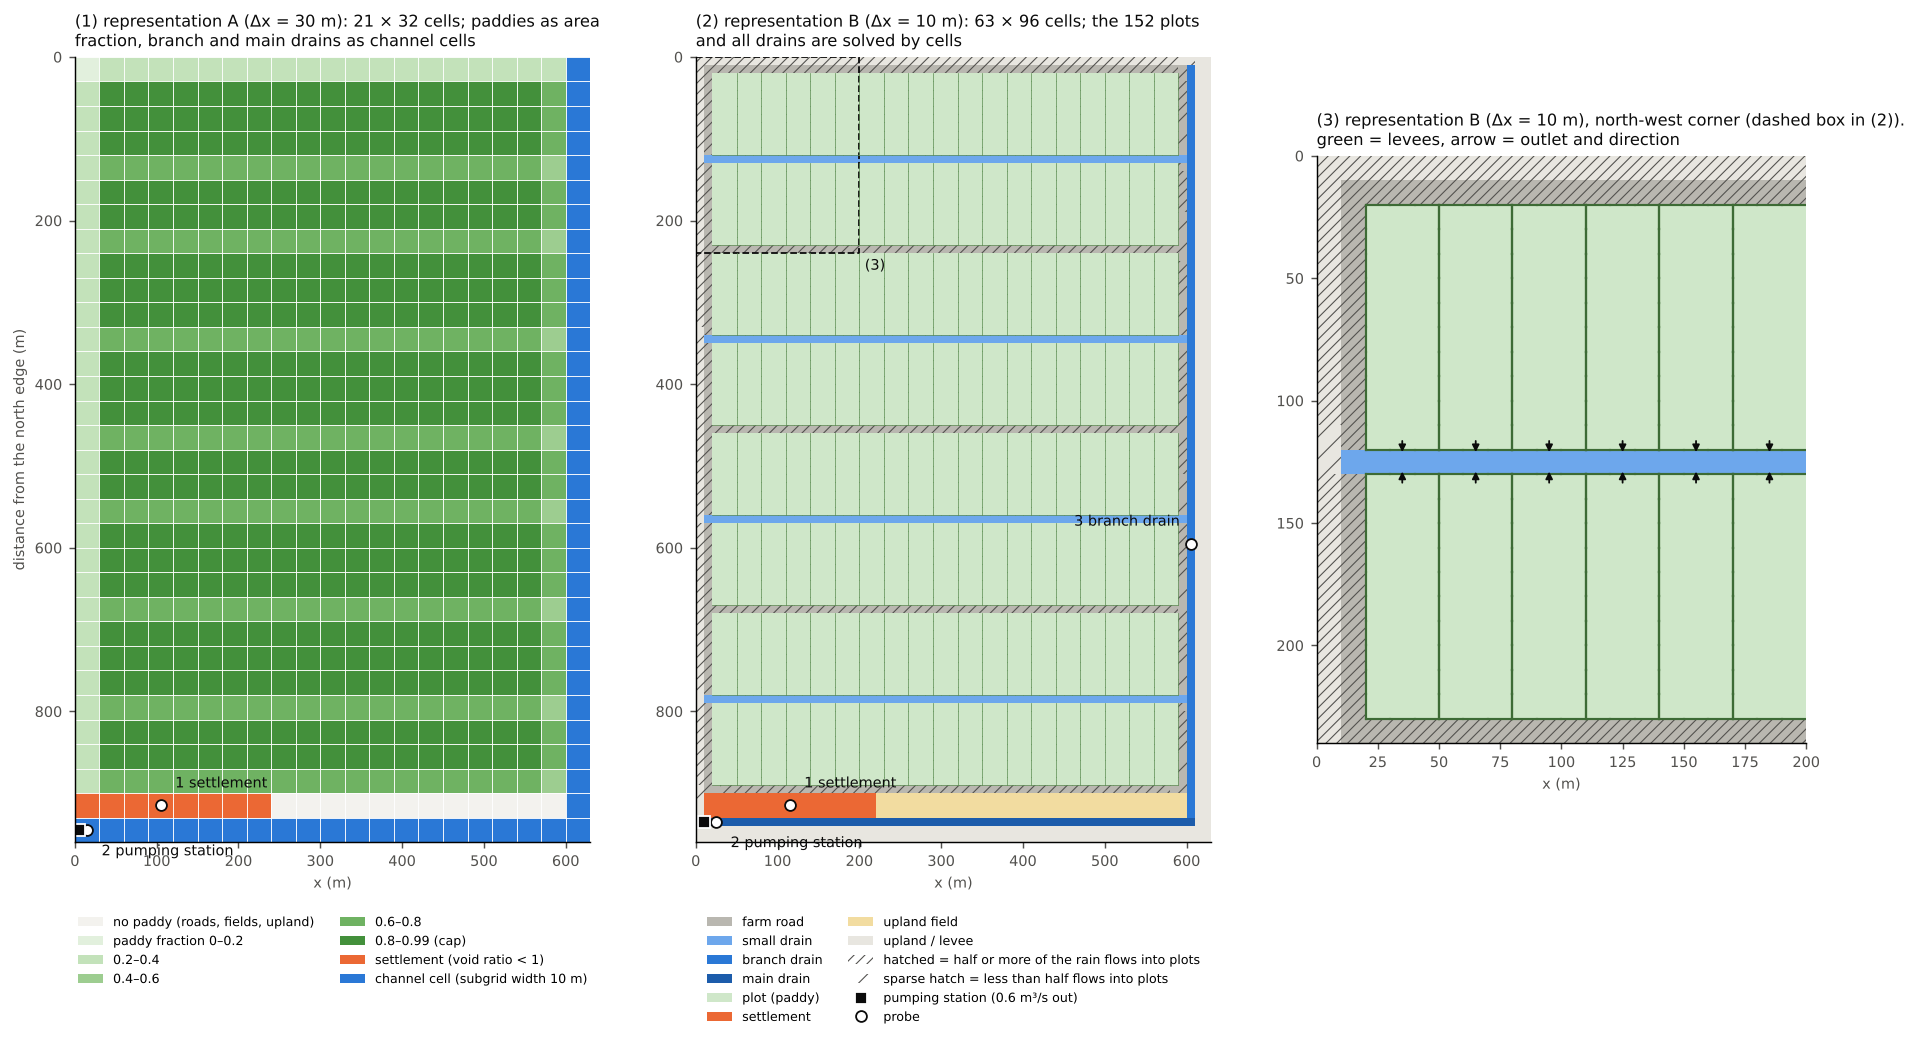 (1) representation A (Δx = 30 m): 21 × 32 cells; paddies as area
fraction, branch and main drains as channel cells
0
200
400
600
800
distance from the north edge (m)
1 settlement
2 pumping station
0
100
200
300
400
500
600
x (m)
no paddy (roads, fields, upland)
paddy fraction 0–0.2
0.2–0.4
0.4–0.6
0.6–0.8
0.8–0.99 (cap)
settlement (void ratio < 1)
channel cell (subgrid width 10 m)
(2) representation B (Δx = 10 m): 63 × 96 cells; the 152 plots
and all drains are solved by cells
0
200
400
600
800
(3)
3 branch drain
1 settlement
2 pumping station
0
100
200
300
400
500
600
x (m)
farm road
small drain
branch drain
main drain
plot (paddy)
settlement
upland field
upland / levee
hatched = half or more of the rain flows into plots
sparse hatch = less than half flows into plots
pumping station (0.6 m³/s out)
probe
(3) representation B (Δx = 10 m), north-west corner (dashed box in (2)).
green = levees, arrow = outlet and direction
0
50
100
150
200
0
25
50
75
100
125
150
175
200
x (m)